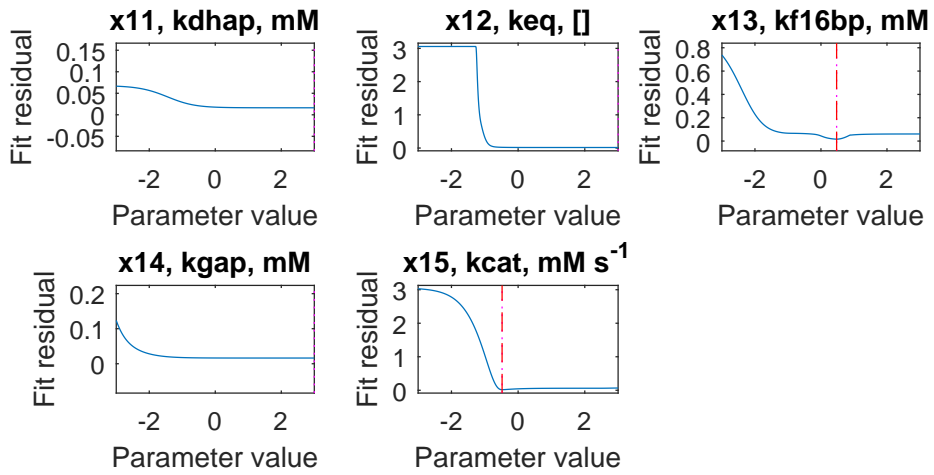 x11, kdhap, mM
Fit residual
0.15
0.1
0.05
0
-0.05
-2 0 2
Parameter value
x12, keq, []
Fit residual
3
2
1
0
-2 0 2
Parameter value
x13, kf16bp, mM
Fit residual
0.8
0.6
0.4
0.2
0
-2 0 2
Parameter value
x14, kgap, mM
Fit residual
0.2
0.1
0
-2 0 2
Parameter value
x15, kcat, mM s⁻¹
Fit residual
3
2
1
0
-2 0 2
Parameter value